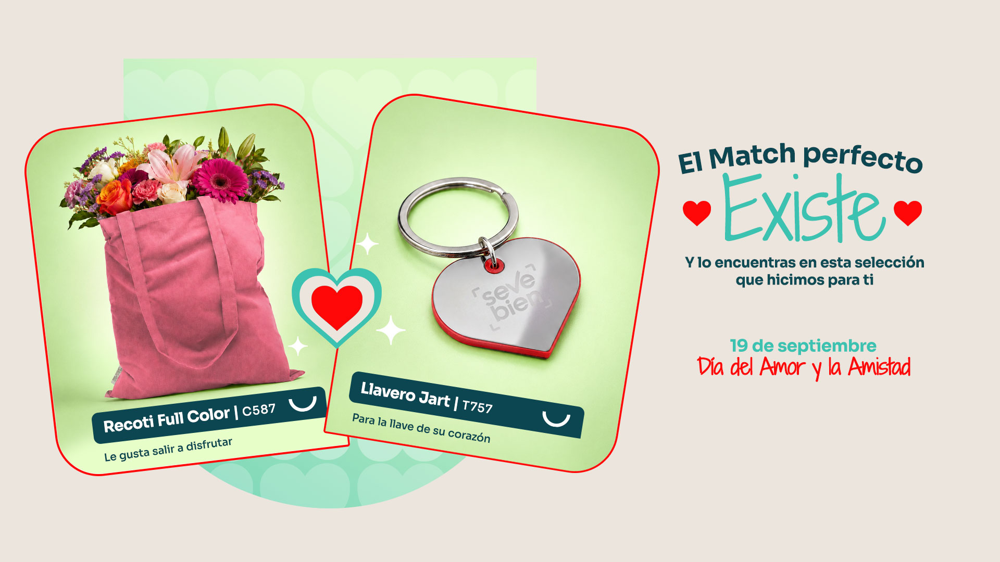 El Match perfecto
Existe
Y lo encuentras en esta selección
que hicimos para ti
19 de septiembre
Día del Amor y la Amistad
Recoti Full Color | C587
Le gusta salir a disfrutar
seve
bien
Llavero Jart | T757
Para la llave de su corazón